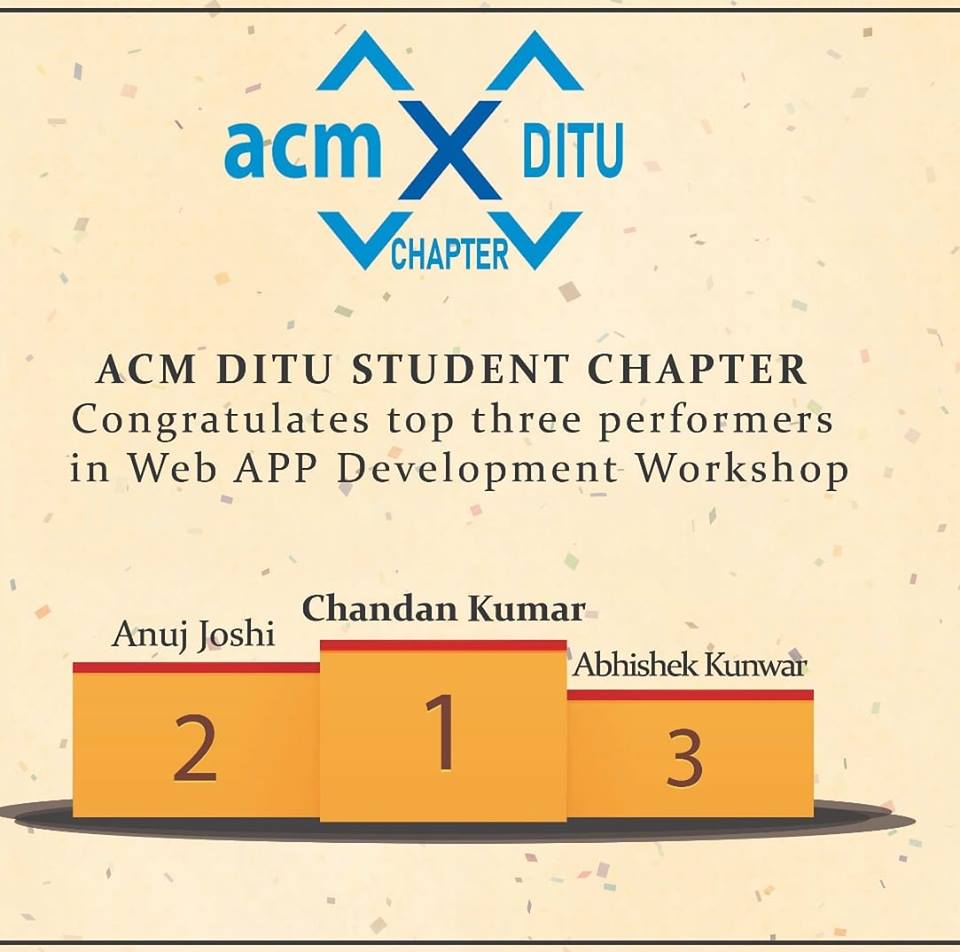 acm X DITU
CHAPTER
ACM DITU STUDENT CHAPTER
Congratulates top three performers
in Web APP Development Workshop
Chandan Kumar
Anuj Joshi
Abhishek Kunwar
2 1 3